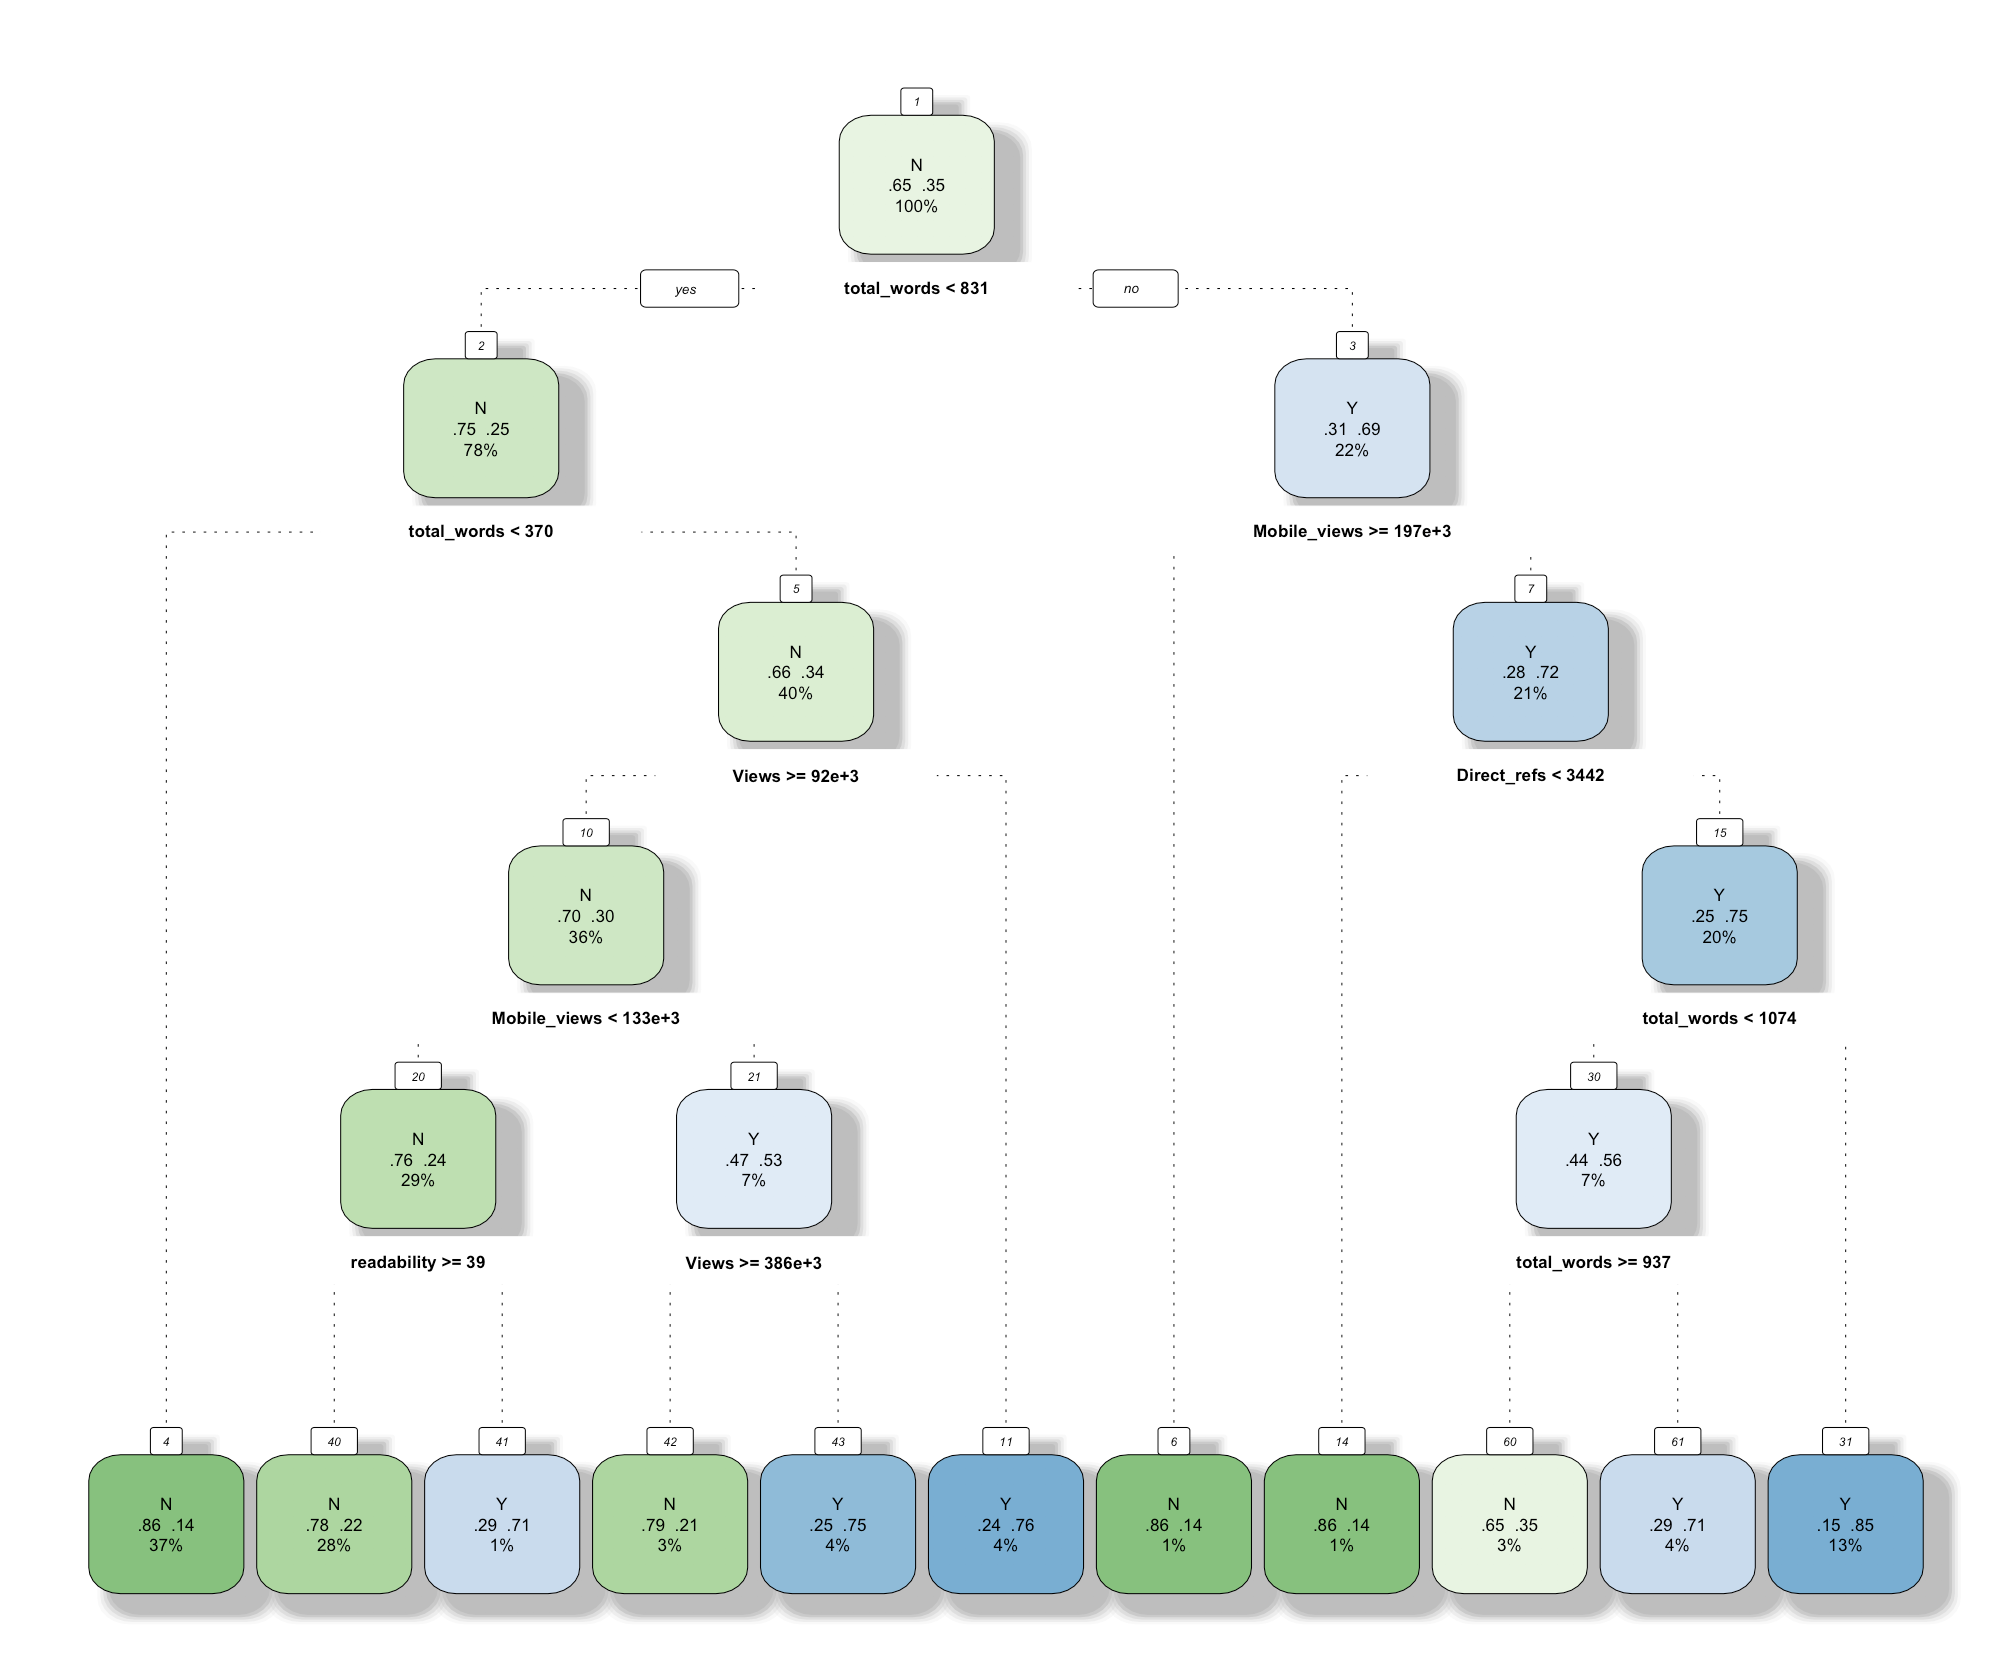 1
N
.65 .35
100%
yes
total_words < 831
no
2
N
.75 .25
78%
3
Y
.31 .69
22%
total_words < 370
Mobile_views >= 197e+3
5
N
.66 .34
40%
7
Y
.28 .72
21%
Views >= 92e+3
Direct_refs < 3442
10
N
.70 .30
36%
15
Y
.25 .75
20%
Mobile_views < 133e+3
total_words < 1074
20
N
.76 .24
29%
21
Y
.47 .53
7%
30
Y
.44 .56
7%
readability >= 39
Views >= 386e+3
total_words >= 937
4
N
.86 .14
37%
40
N
.78 .22
28%
41
Y
.29 .71
1%
42
N
.79 .21
3%
43
Y
.25 .75
4%
11
Y
.24 .76
4%
6
N
.86 .14
1%
14
N
.86 .14
1%
60
N
.65 .35
3%
61
Y
.29 .71
4%
31
Y
.15 .85
13%